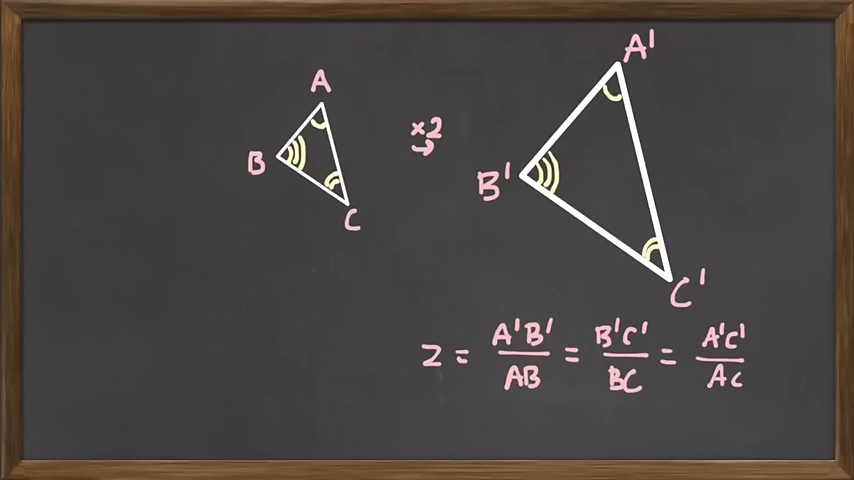 A
B
C
×2
→
A'
B'
C'
2 = A'B'/AB = B'C'/BC = A'C'/AC